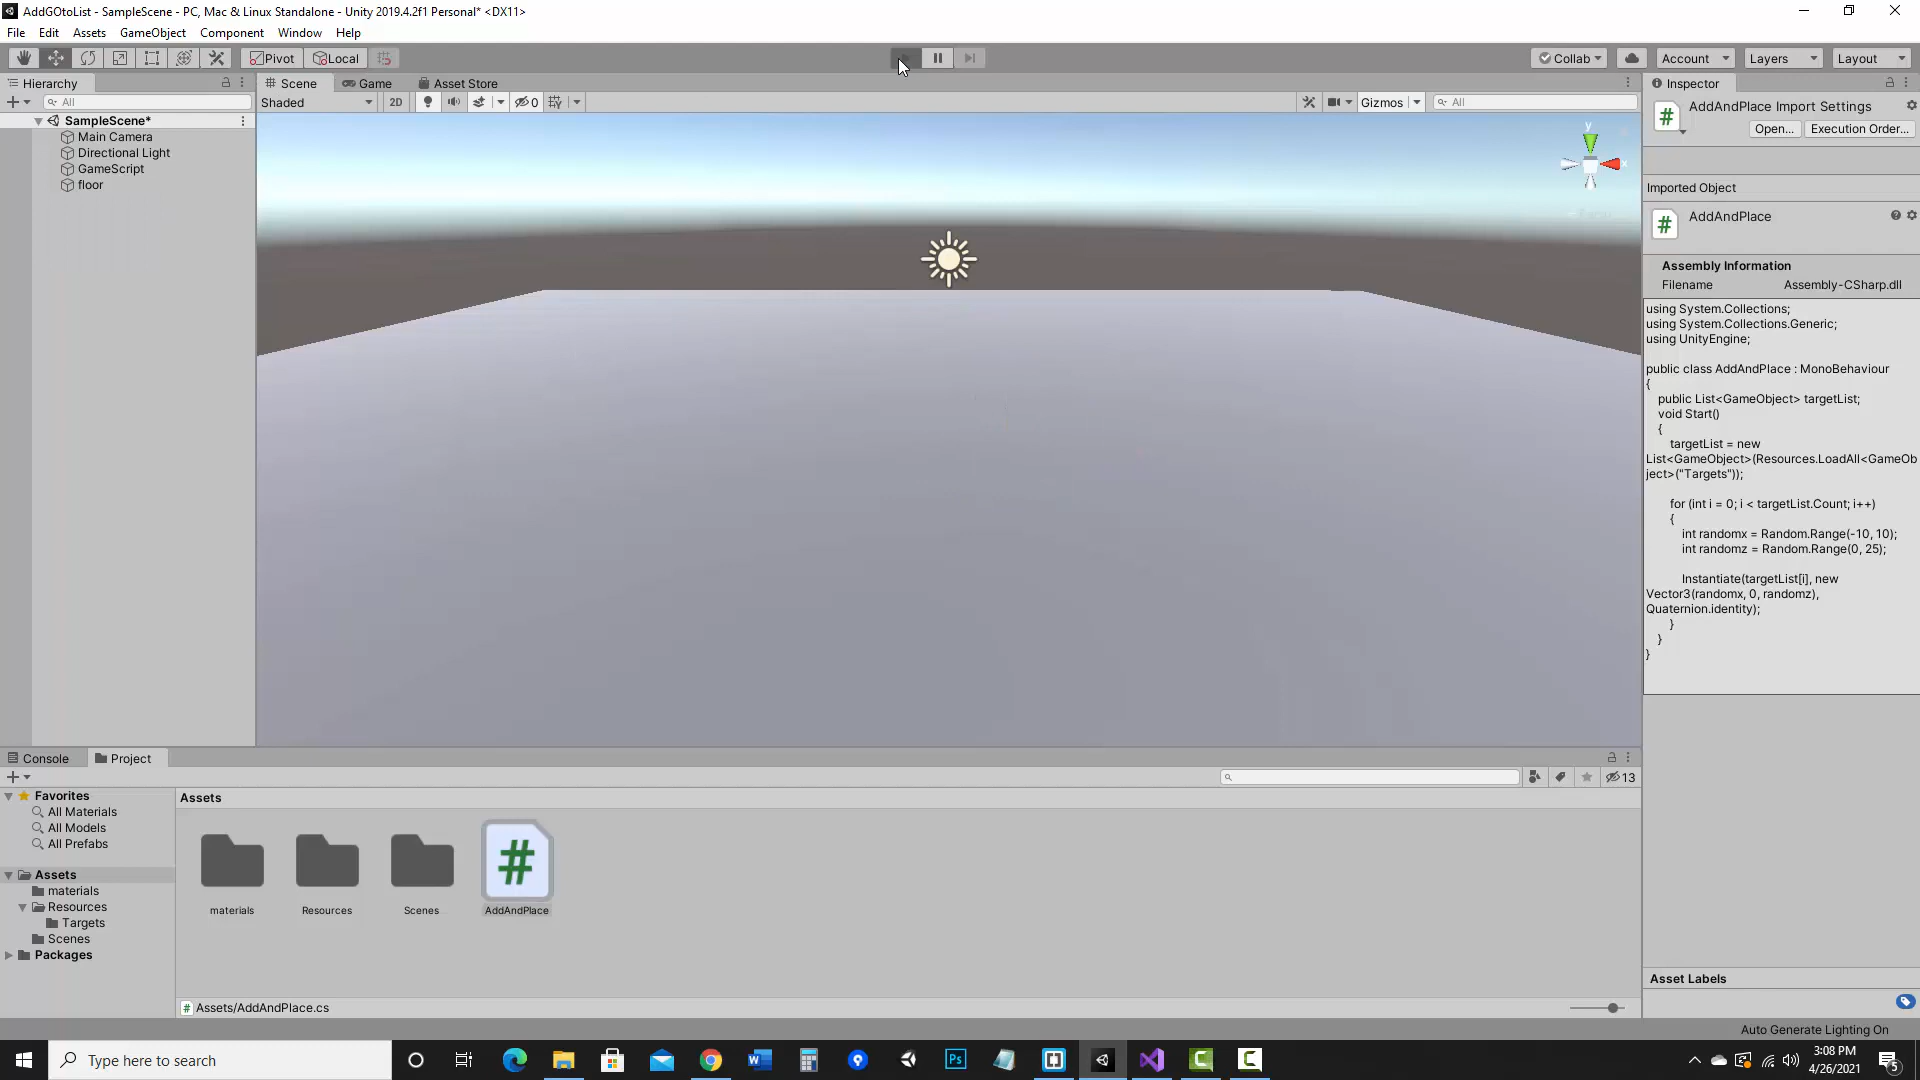 AddGOtoList - SampleScene - PC, Mac & Linux Standalone - Unity 2019.4.2f1 Personal* <DX11>
File Edit Assets GameObject Component Window Help
Pivot Local Collab Account Layers Layout
Hierarchy
All
SampleScene*
Main Camera
Directional Light
GameScript
floor
Scene Game Asset Store
Shaded 2D 0 Gizmos All
y
x
Inspector
AddAndPlace Import Settings
Open... Execution Order...
Imported Object
AddAndPlace
Assembly Information
Filename Assembly-CSharp.dll
using System.Collections;
using System.Collections.Generic;
using UnityEngine;
public class AddAndPlace : MonoBehaviour
{
public List<GameObject> targetList;
void Start()
{
targetList = new
List<GameObject>(Resources.LoadAll<GameOb
ject>("Targets"));
for (int i = 0; i < targetList.Count; i++)
{
int randomx = Random.Range(-10, 10);
int randomz = Random.Range(0, 25);
Instantiate(targetList[i], new
Vector3(randomx, 0, randomz),
Quaternion.identity);
}
}
}
Console Project
13
Favorites
All Materials
All Models
All Prefabs
Assets
materials
Resources
Targets
Scenes
Packages
Assets
materials Resources Scenes AddAndPlace
Assets/AddAndPlace.cs
Asset Labels
Auto Generate Lighting On
Type here to search
3:08 PM
4/26/2021
5